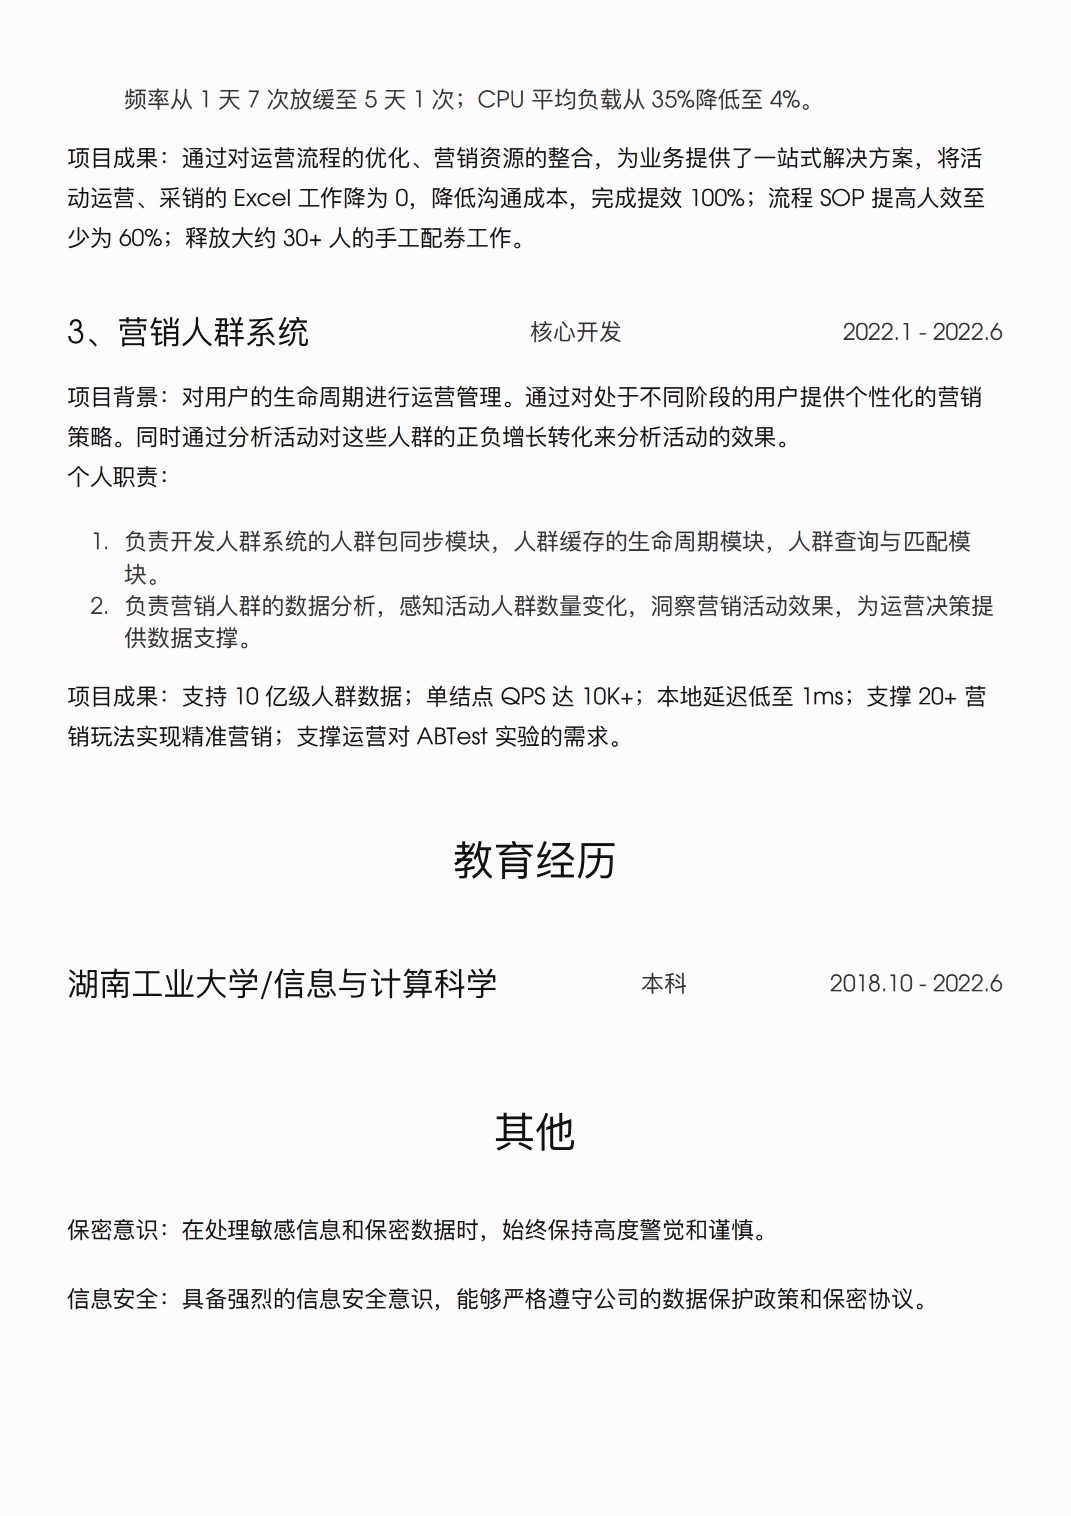 频率从 1 天 7 次放缓至 5 天 1 次；CPU 平均负载从 35%降低至 4%。
项目成果：通过对运营流程的优化、营销资源的整合，为业务提供了一站式解决方案，将活
动运营、采销的 Excel 工作降为 0，降低沟通成本，完成提效 100%；流程 SOP 提高人效至
少为 60%；释放大约 30+ 人的手工配券工作。
3、营销人群系统 核心开发 2022.1 - 2022.6
项目背景：对用户的生命周期进行运营管理。通过对处于不同阶段的用户提供个性化的营销
策略。同时通过分析活动对这些人群的正负增长转化来分析活动的效果。
个人职责：
1. 负责开发人群系统的人群包同步模块，人群缓存的生命周期模块，人群查询与匹配模
块。
2. 负责营销人群的数据分析，感知活动人群数量变化，洞察营销活动效果，为运营决策提
供数据支撑。
项目成果：支持 10 亿级人群数据；单结点 QPS 达 10K+；本地延迟低至 1ms；支撑 20+ 营
销玩法实现精准营销；支撑运营对 ABTest 实验的需求。
教育经历
湖南工业大学/信息与计算科学 本科 2018.10 - 2022.6
其他
保密意识：在处理敏感信息和保密数据时，始终保持高度警觉和谨慎。
信息安全：具备强烈的信息安全意识，能够严格遵守公司的数据保护政策和保密协议。